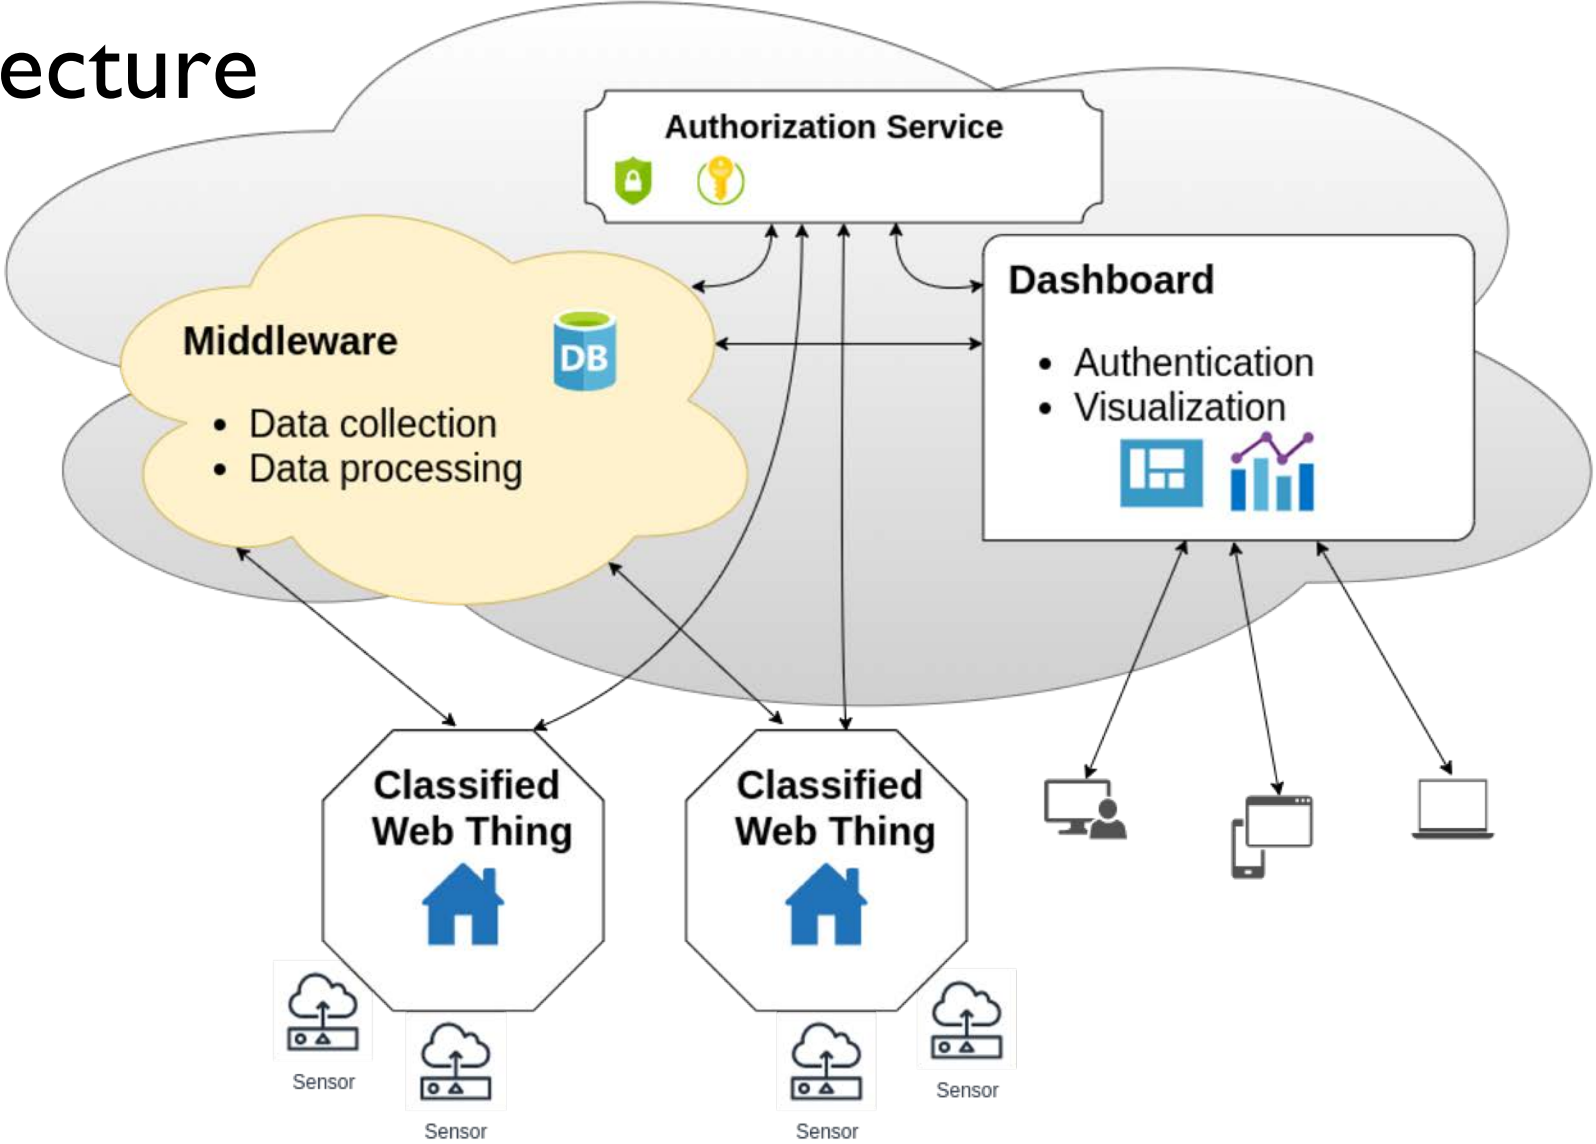 ecture
Authorization Service
Dashboard
Middleware
DB
• Authentication
• Visualization
• Data collection
• Data processing
Classified
Web Thing
Classified
Web Thing
Sensor
Sensor
Sensor
Sensor